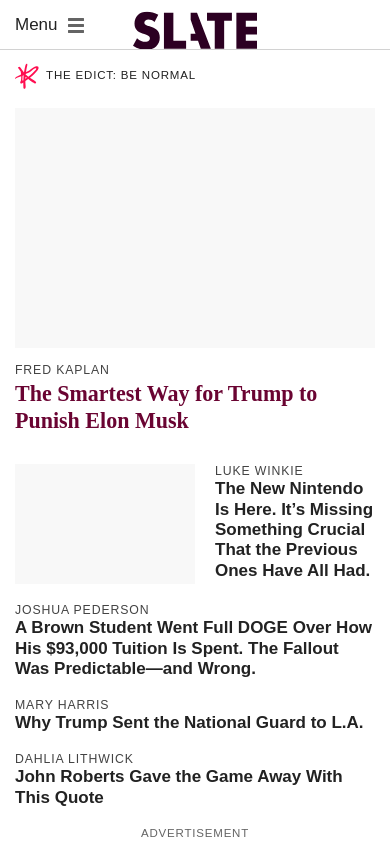 Menu
SLATE
THE EDICT: BE NORMAL
FRED KAPLAN
The Smartest Way for Trump to
Punish Elon Musk
LUKE WINKIE
The New Nintendo
Is Here. It’s Missing
Something Crucial
That the Previous
Ones Have All Had.
JOSHUA PEDERSON
A Brown Student Went Full DOGE Over How
His $93,000 Tuition Is Spent. The Fallout
Was Predictable—and Wrong.
MARY HARRIS
Why Trump Sent the National Guard to L.A.
DAHLIA LITHWICK
John Roberts Gave the Game Away With
This Quote
ADVERTISEMENT